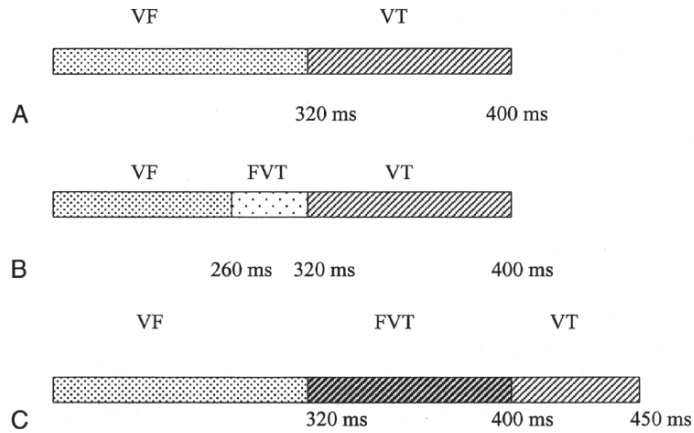 VF VT
A 320 ms 400 ms
VF FVT VT
B 260 ms 320 ms 400 ms
VF FVT VT
C 320 ms 400 ms 450 ms